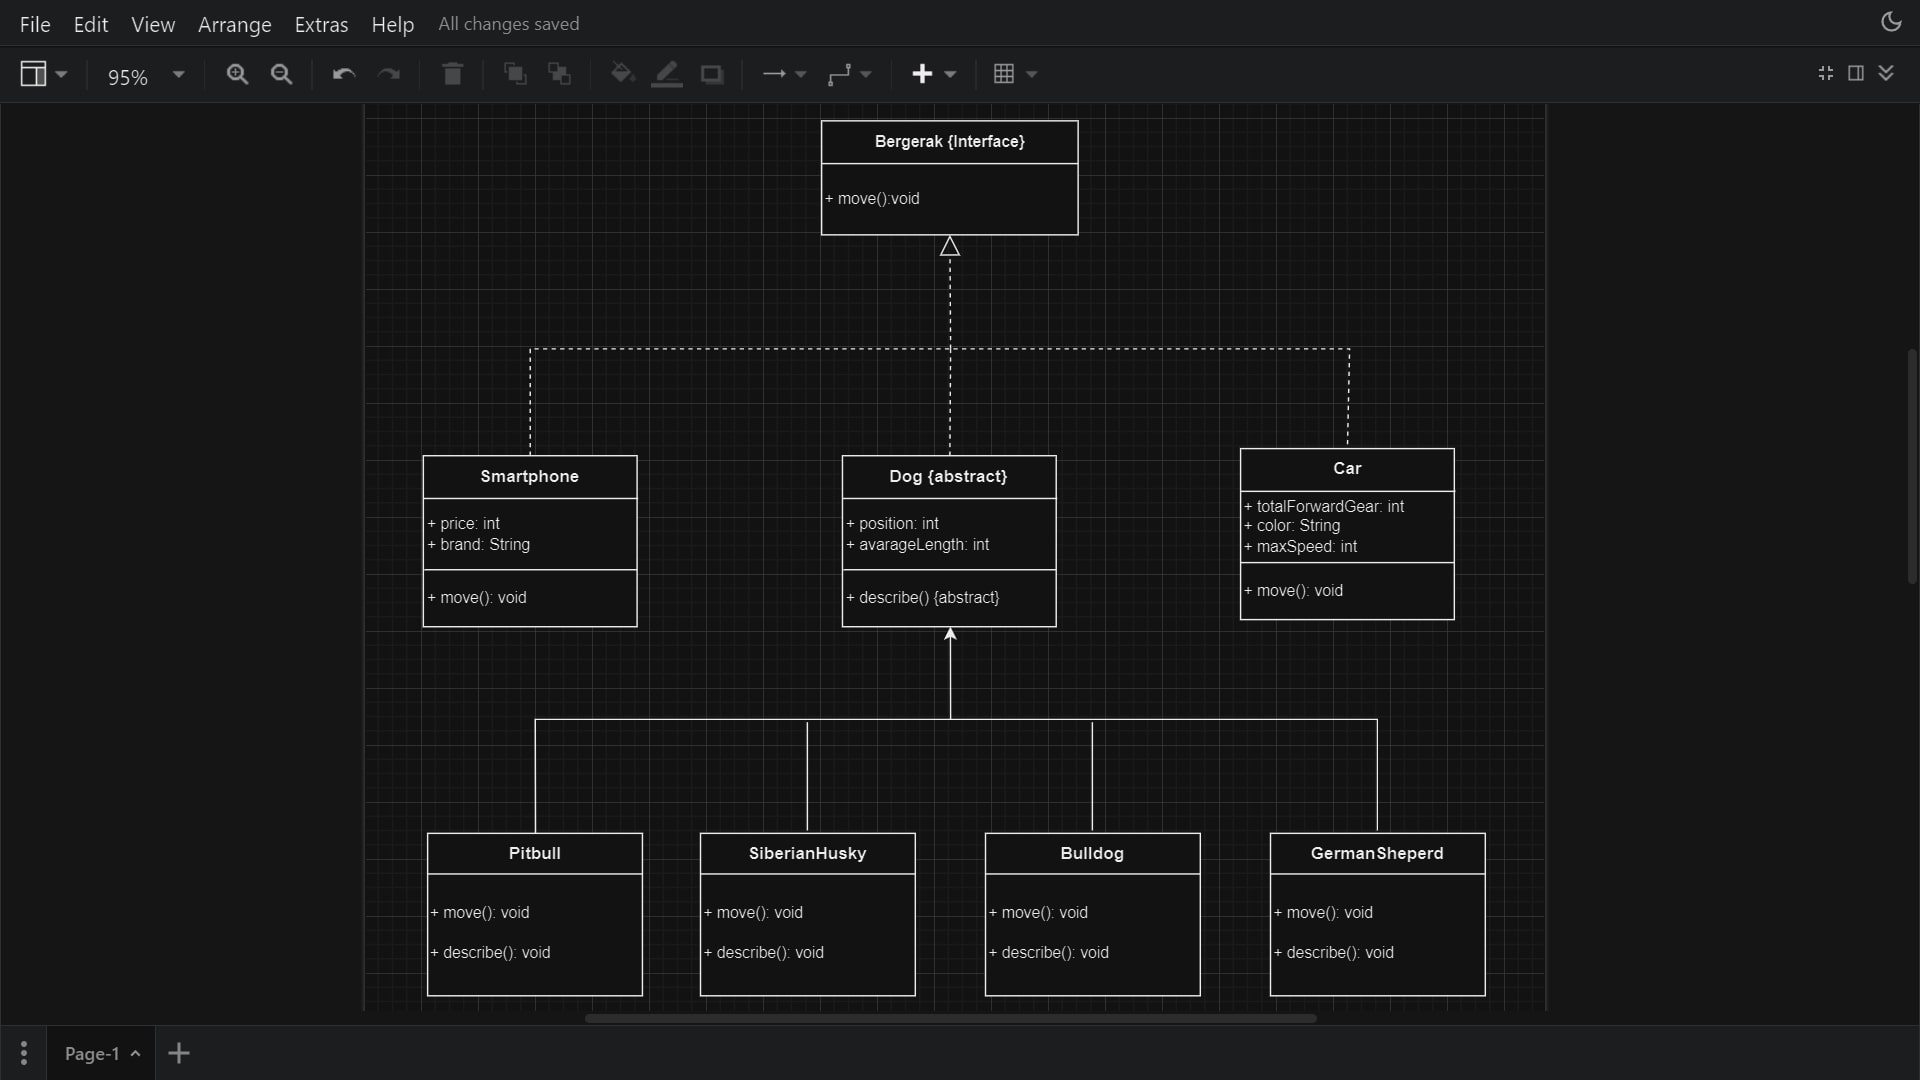 File Edit View Arrange Extras Help All changes saved
95%
Bergerak {Interface}
+ move():void
Smartphone
+ price: int
+ brand: String
+ move(): void
Dog {abstract}
+ position: int
+ avarageLength: int
+ describe() {abstract}
Car
+ totalForwardGear: int
+ color: String
+ maxSpeed: int
+ move(): void
Pitbull
+ move(): void
+ describe(): void
SiberianHusky
+ move(): void
+ describe(): void
Bulldog
+ move(): void
+ describe(): void
GermanSheperd
+ move(): void
+ describe(): void
Page-1